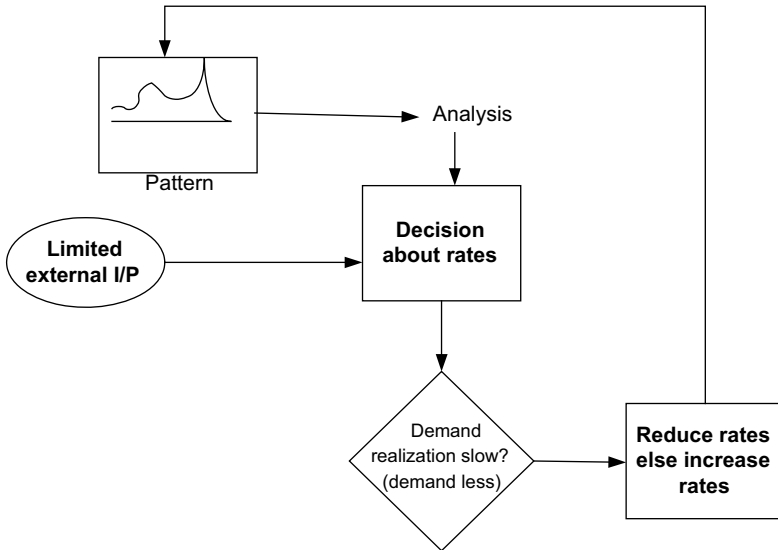 Pattern
Analysis
Decision
about rates
Limited
external I/P
Demand
realization slow?
(demand less)
Reduce rates
else increase
rates